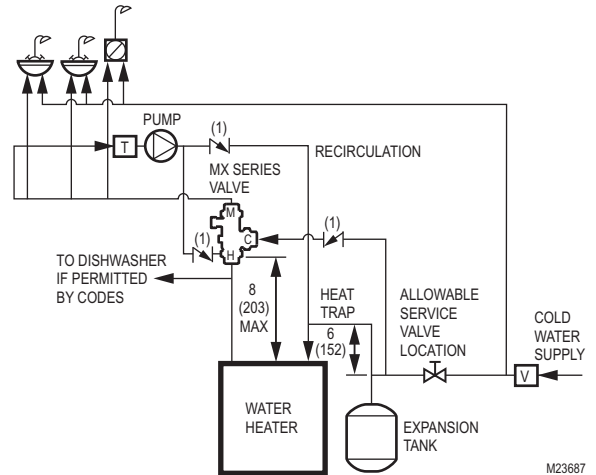 PUMP
(1)
T
RECIRCULATION
MX SERIES
VALVE
M
(1)
C
(1)
H
TO DISHWASHER
IF PERMITTED
BY CODES
8
(203)
MAX
HEAT
TRAP
6
(152)
ALLOWABLE
SERVICE
VALVE
LOCATION
COLD
WATER
SUPPLY
V
WATER
HEATER
EXPANSION
TANK
M23687